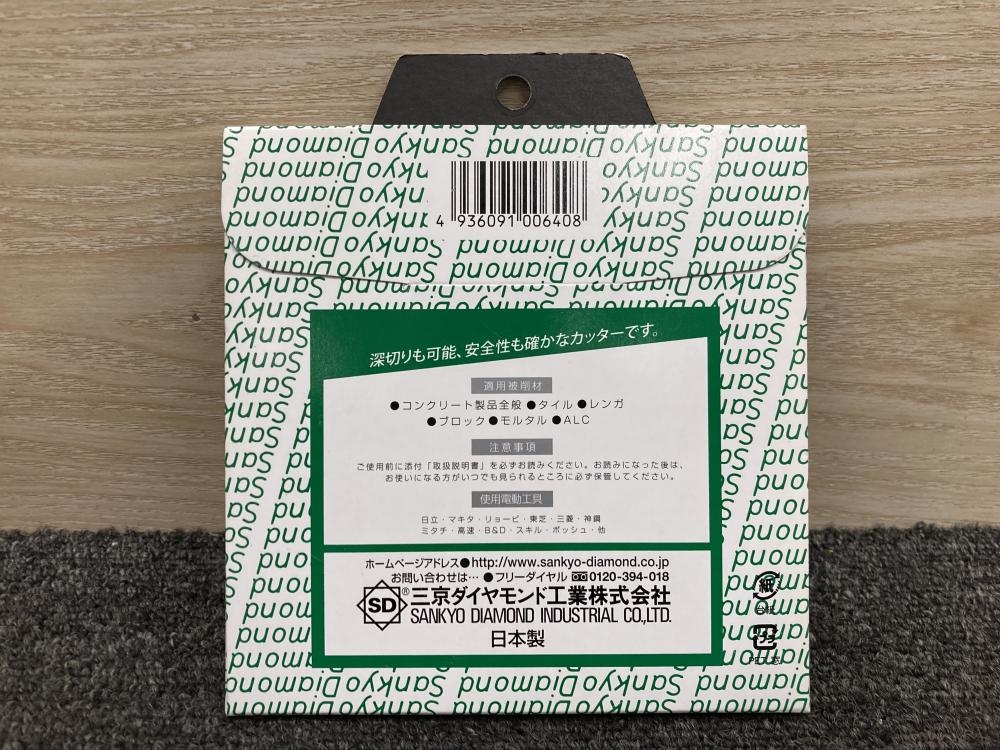 4 936091 006408
Sankyo Diamond
深切りも可能、安全性も確かなカッターです。
適用被削材
●コンクリート製品全般 ●タイル ●レンガ
●ブロック ●モルタル ●ALC
注意事項
ご使用前に添付「取扱説明書」を必ずお読みください。お読みになった後は、
お使いになる方がいつでも見られるところに必ず保管してください。
使用電動工具
日立・マキタ・リョービ・東芝・三菱・神鋼
ミタチ・高速・B&D・スキル・ボッシュ・他
ホームページアドレス●http://www.sankyo-diamond.co.jp
お問い合わせは… ●フリーダイヤル 0120-394-018
SD® 三京ダイヤモンド工業株式会社
SANKYO DIAMOND INDUSTRIAL CO.,LTD.
日本製
紙
台紙